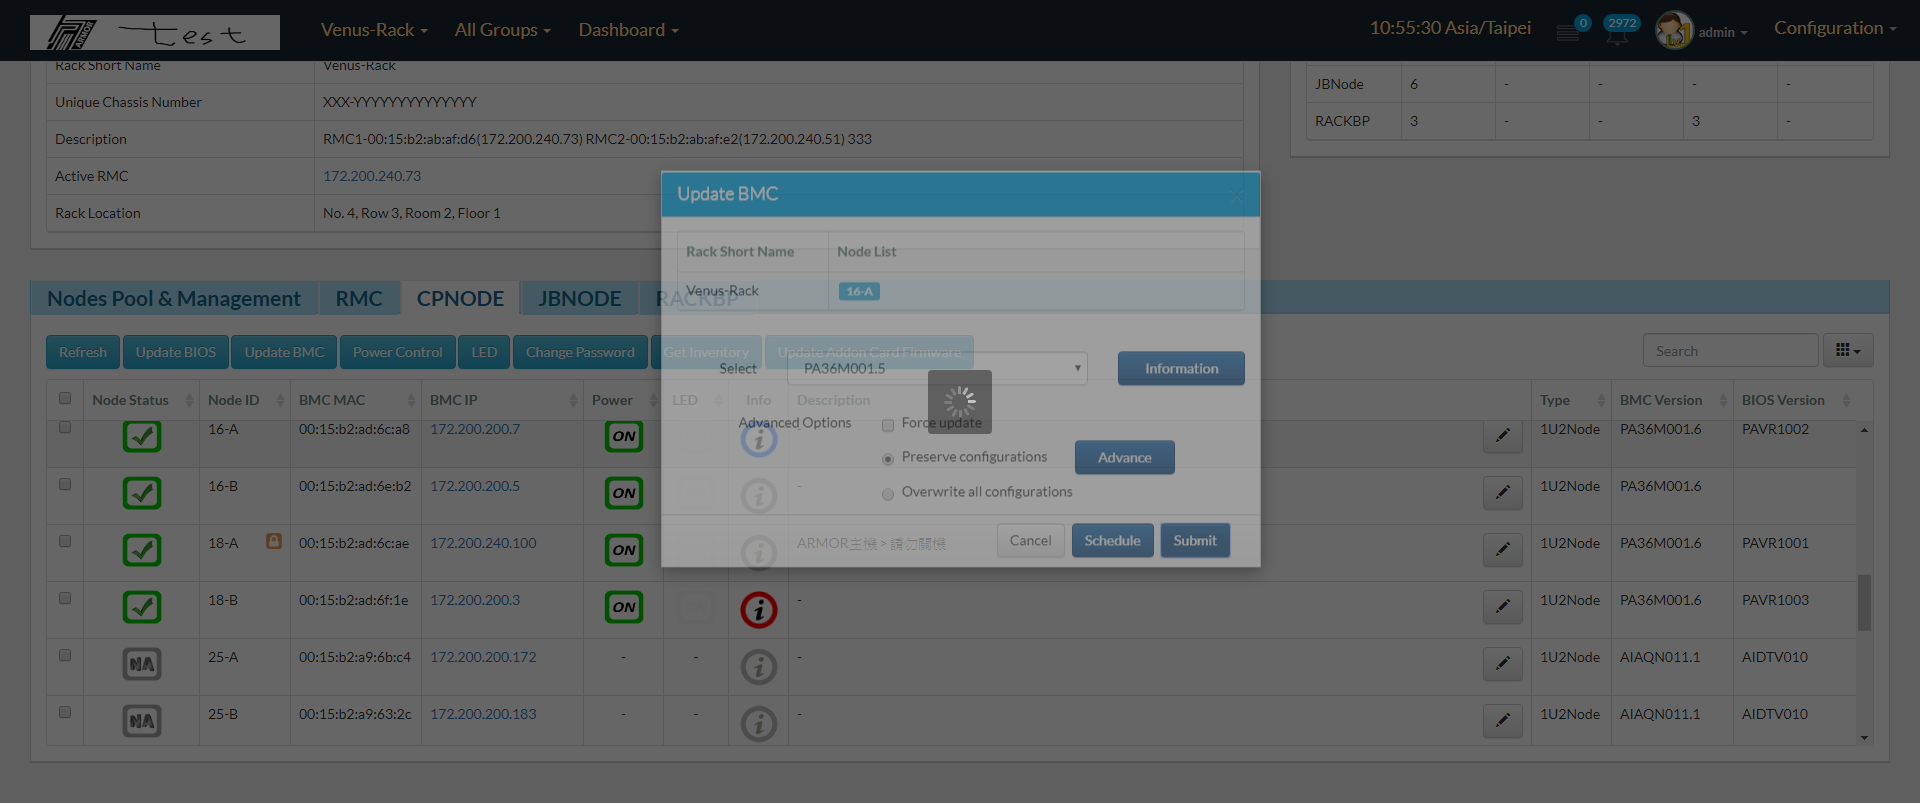 ARMOR test Venus-Rack All Groups Dashboard 10:55:30 Asia/Taipei 0 2972 admin Configuration
Rack Short Name Venus-Rack
Unique Chassis Number XXX-YYYYYYYYYYYYYY
Description RMC1-00:15:b2:ab:af:d6(172.200.240.73) RMC2-00:15:b2:ab:af:e2(172.200.240.51) 333
Active RMC 172.200.240.73
Rack Location No. 4, Row 3, Room 2, Floor 1
JBNode 6 - - - -
RACKBP 3 - - 3 -
Update BMC
Rack Short Name Node List
Venus-Rack 16-A
Select PA36M001.5 Information
Advanced Options Force update
Preserve configurations Advance
Overwrite all configurations
Cancel Schedule Submit
Nodes Pool & Management RMC CPNODE JBNODE RACKBP
Refresh Update BIOS Update BMC Power Control LED Change Password Get Inventory Update Addon Card Firmware Search
Node Status Node ID BMC MAC BMC IP Power LED Info Description Type BMC Version BIOS Version
16-A 00:15:b2:ad:6c:a8 172.200.200.7 ON i - 1U2Node PA36M001.6 PAVR1002
16-B 00:15:b2:ad:6e:b2 172.200.200.5 ON i - 1U2Node PA36M001.6
18-A 00:15:b2:ad:6c:ae 172.200.240.100 ON i ARMOR主機 > 請勿關機 1U2Node PA36M001.6 PAVR1001
18-B 00:15:b2:ad:6f:1e 172.200.200.3 ON i - 1U2Node PA36M001.6 PAVR1003
NA 25-A 00:15:b2:a9:6b:c4 172.200.200.172 - - i - 1U2Node AIAQN011.1 AIDTV010
NA 25-B 00:15:b2:a9:63:2c 172.200.200.183 - - i - 1U2Node AIAQN011.1 AIDTV010